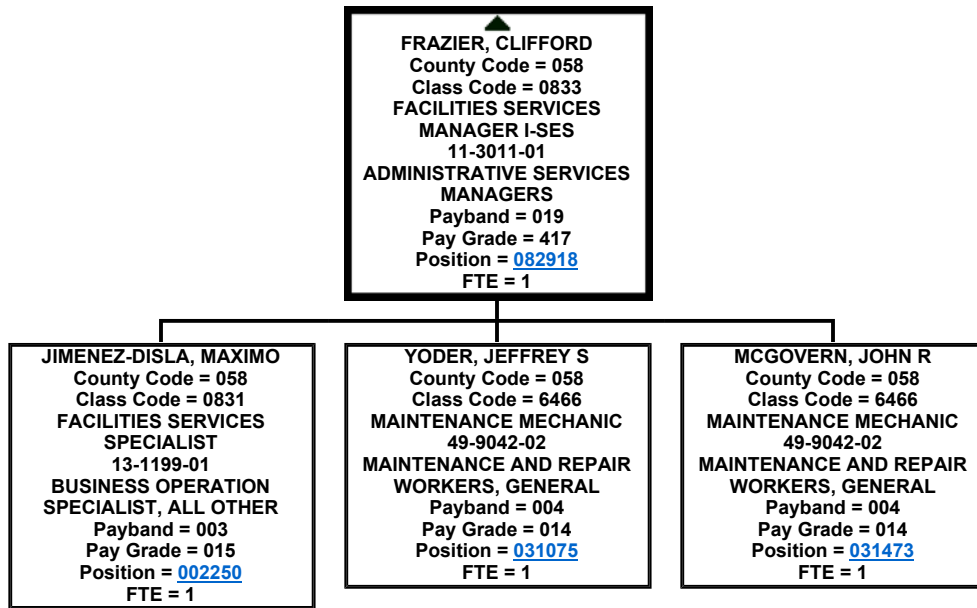 FRAZIER, CLIFFORD
County Code = 058
Class Code = 0833
FACILITIES SERVICES
MANAGER I-SES
11-3011-01
ADMINISTRATIVE SERVICES
MANAGERS
Payband = 019
Pay Grade = 417
Position = 082918
FTE = 1
JIMENEZ-DISLA, MAXIMO
County Code = 058
Class Code = 0831
FACILITIES SERVICES
SPECIALIST
13-1199-01
BUSINESS OPERATION
SPECIALIST, ALL OTHER
Payband = 003
Pay Grade = 015
Position = 002250
FTE = 1
YODER, JEFFREY S
County Code = 058
Class Code = 6466
MAINTENANCE MECHANIC
49-9042-02
MAINTENANCE AND REPAIR
WORKERS, GENERAL
Payband = 004
Pay Grade = 014
Position = 031075
FTE = 1
MCGOVERN, JOHN R
County Code = 058
Class Code = 6466
MAINTENANCE MECHANIC
49-9042-02
MAINTENANCE AND REPAIR
WORKERS, GENERAL
Payband = 004
Pay Grade = 014
Position = 031473
FTE = 1